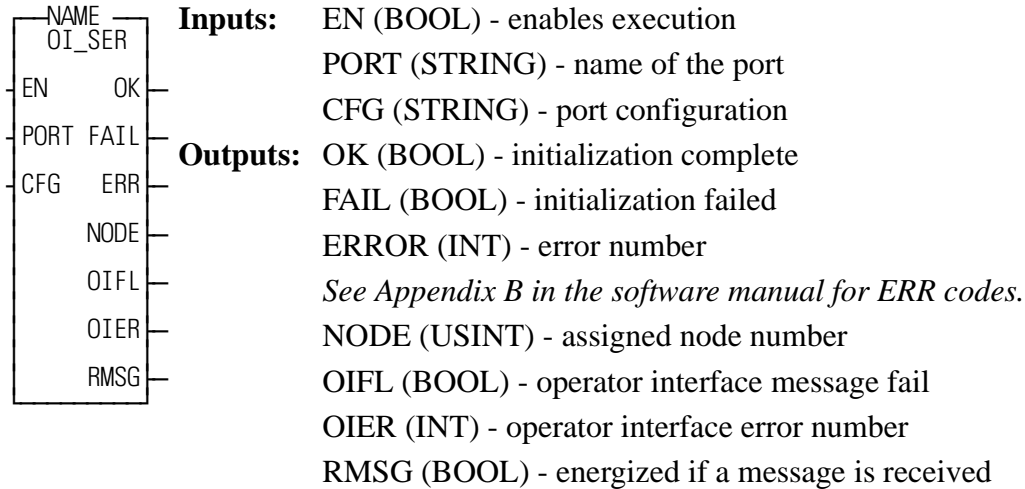 NAME
OI_SER
EN OK
PORT FAIL
CFG ERR
NODE
OIFL
OIER
RMSG
Inputs: EN (BOOL) - enables execution
PORT (STRING) - name of the port
CFG (STRING) - port configuration
Outputs: OK (BOOL) - initialization complete
FAIL (BOOL) - initialization failed
ERROR (INT) - error number
See Appendix B in the software manual for ERR codes.
NODE (USINT) - assigned node number
OIFL (BOOL) - operator interface message fail
OIER (INT) - operator interface error number
RMSG (BOOL) - energized if a message is received